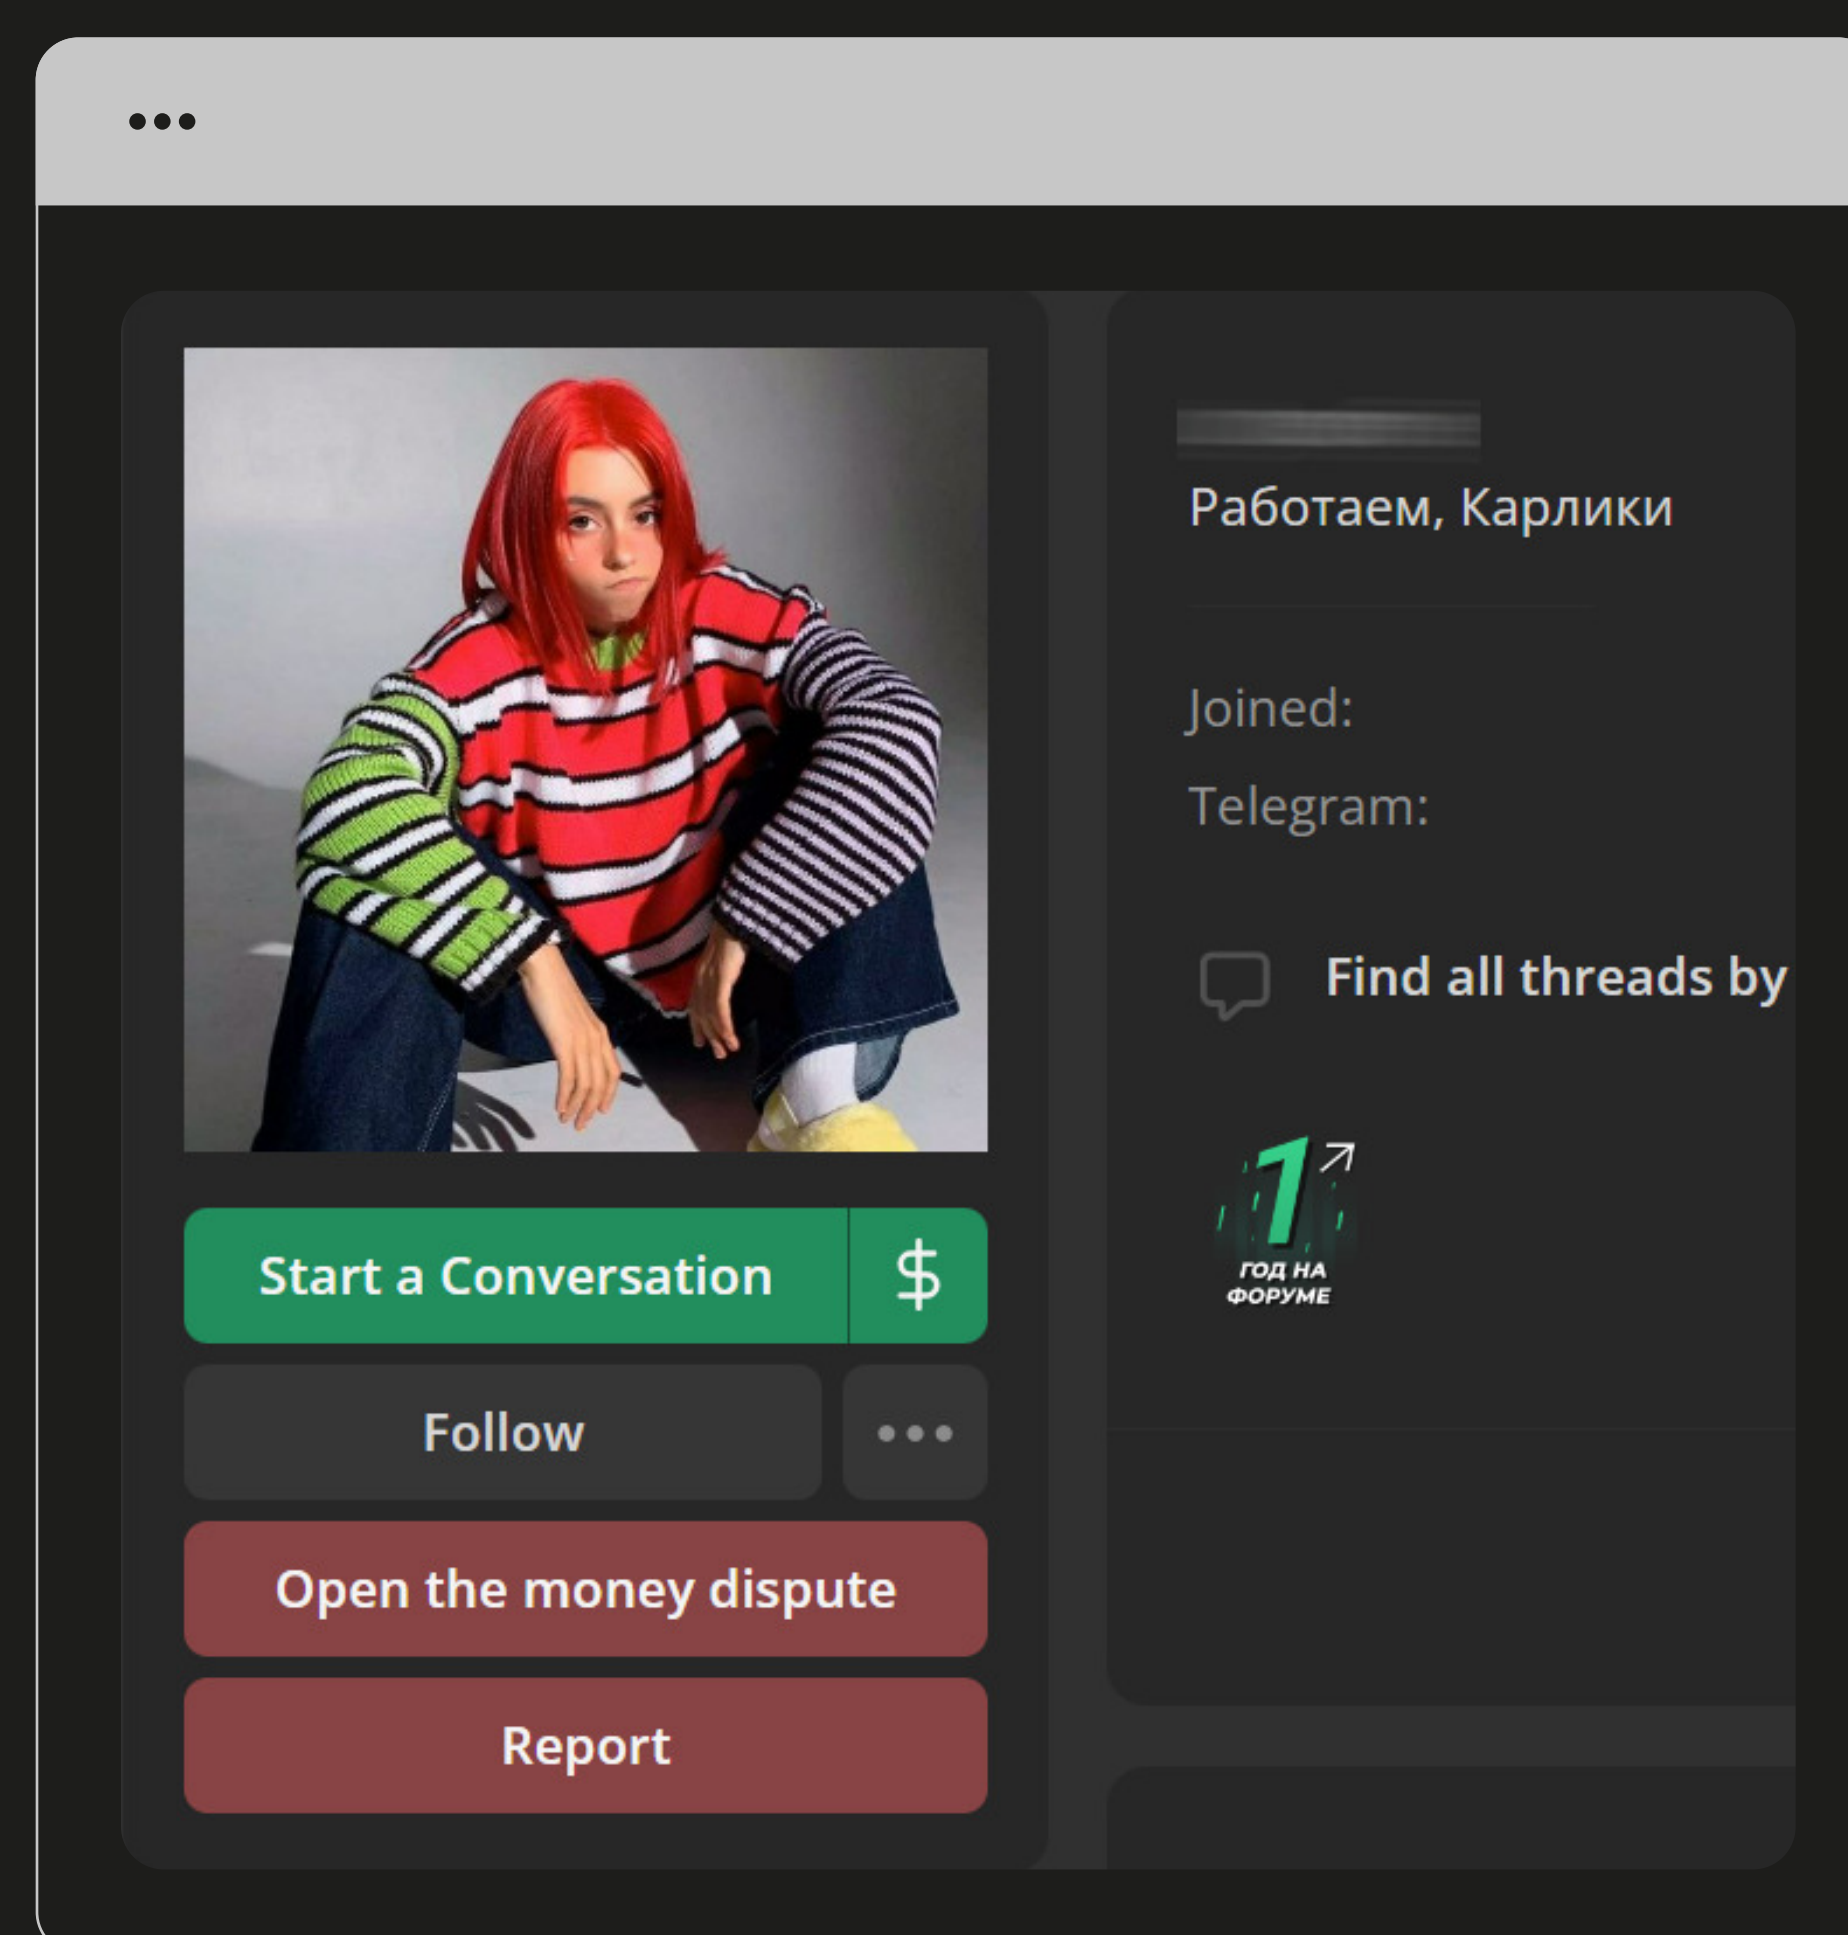 Работаем, Карлики
Joined:
Telegram:
Find all threads by
1
ГОД НА
ФОРУМЕ
Start a Conversation
$
Follow
Open the money dispute
Report